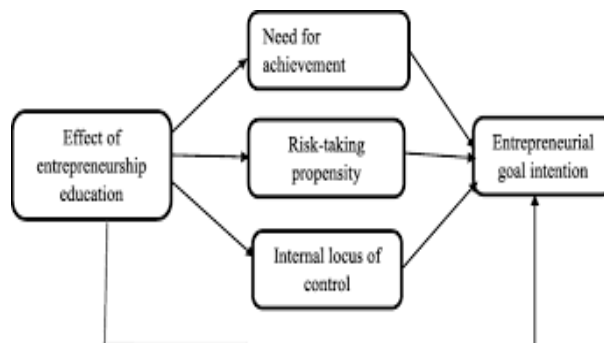 Need for
achievement
Effect of
entrepreneurship
education
Risk-taking
propensity
Entrepreneurial
goal intention
Internal locus of
control